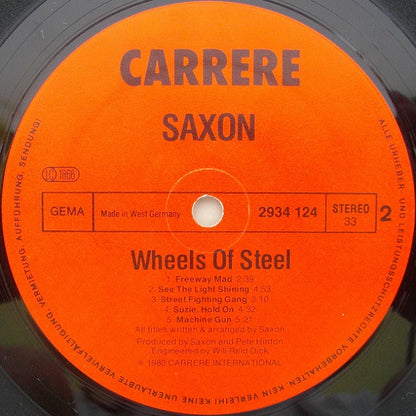 CARRERE
SAXON
LC 1866
GEMA
Made in West Germany
2934 124
STEREO
33
2
Wheels Of Steel
1. Freeway Mad 2:39
2. See The Light Shining 4:53
3. Street Fighting Gang 3:10
4. Suzie, Hold On 4:32
5. Machine Gun 5:21
All titles written & arranged by Saxon
Produced by Saxon and Pete Hinton
Engineered by Will Reid Dick
℗ 1980 CARRERE INTERNATIONAL
ALLE URHEBER- UND LEISTUNGSSCHUTZRECHTE VORBEHALTEN KEIN VERLEIH! KEINE UNERLAUBTE VERVIELFÄLTIGUNG, VERMIETUNG, AUFFÜHRUNG, SENDUNG!